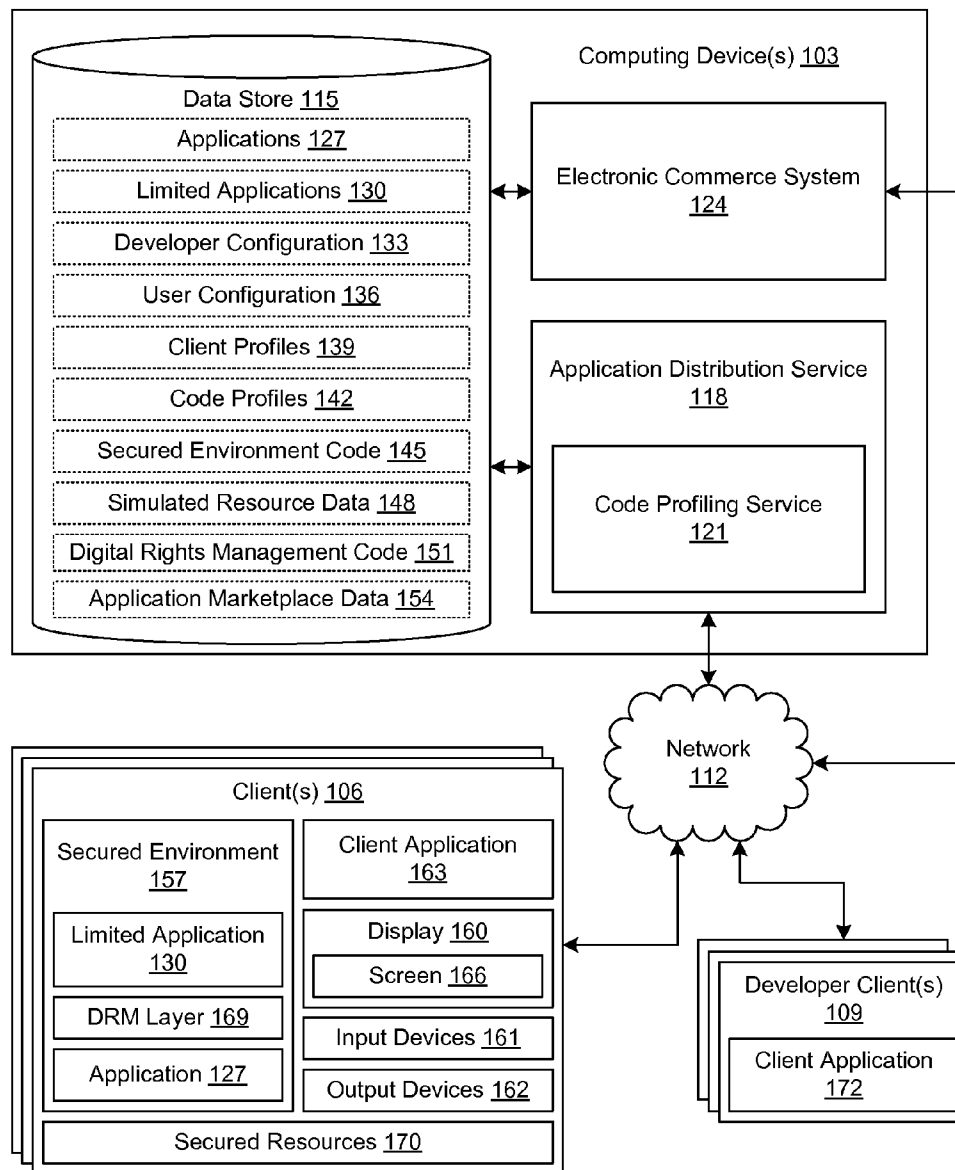 Computing Device(s) 103
Data Store 115
Applications 127
Limited Applications 130
Developer Configuration 133
User Configuration 136
Client Profiles 139
Code Profiles 142
Secured Environment Code 145
Simulated Resource Data 148
Digital Rights Management Code 151
Application Marketplace Data 154
Electronic Commerce System
124
Application Distribution Service
118
Code Profiling Service
121
Network
112
Client(s) 106
Secured Environment
157
Limited Application
130
DRM Layer 169
Application 127
Client Application
163
Display 160
Screen 166
Input Devices 161
Output Devices 162
Secured Resources 170
Developer Client(s)
109
Client Application
172